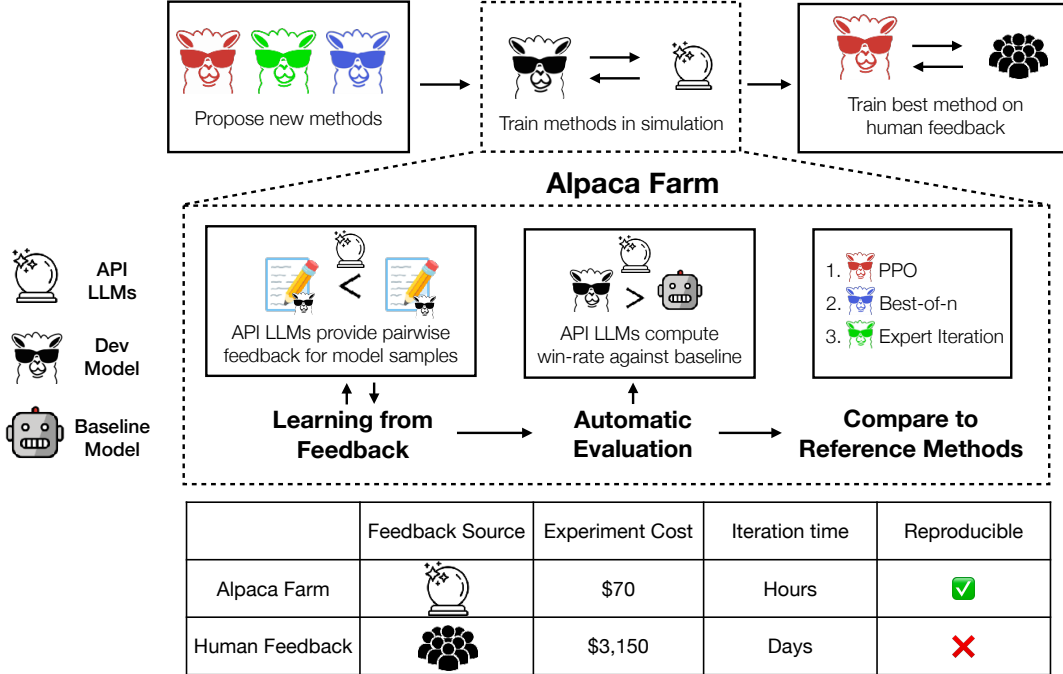 Propose new methods
Train methods in simulation
Train best method on
human feedback
Alpaca Farm
API
LLMs
Dev
Model
Baseline
Model
<
API LLMs provide pairwise
feedback for model samples
>
API LLMs compute
win-rate against baseline
1. PPO
2. Best-of-n
3. Expert Iteration
Learning from
Feedback
Automatic
Evaluation
Compare to
Reference Methods
Feedback Source Experiment Cost Iteration time Reproducible
Alpaca Farm $70 Hours ✅
Human Feedback $3,150 Days ❌